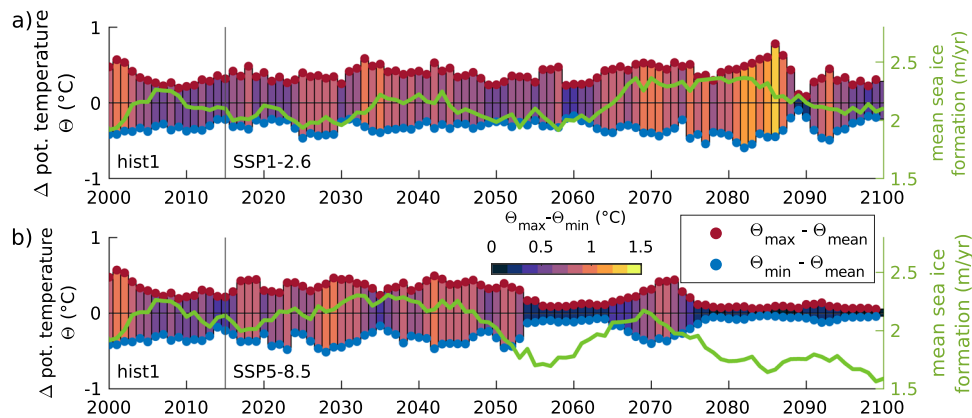 a)
Δ pot. temperature
Θ (°C)
1
0
-1
hist1
SSP1-2.6
2.5
2
1.5
mean sea ice
formation (m/yr)
2000 2010 2020 2030 2040 2050 2060 2070 2080 2090 2100
Θmax-Θmin (°C)
0 0.5 1 1.5
Θmax - Θmean
Θmin - Θmean
b)
Δ pot. temperature
Θ (°C)
1
0
-1
hist1
SSP5-8.5
2.5
2
1.5
mean sea ice
formation (m/yr)
2000 2010 2020 2030 2040 2050 2060 2070 2080 2090 2100